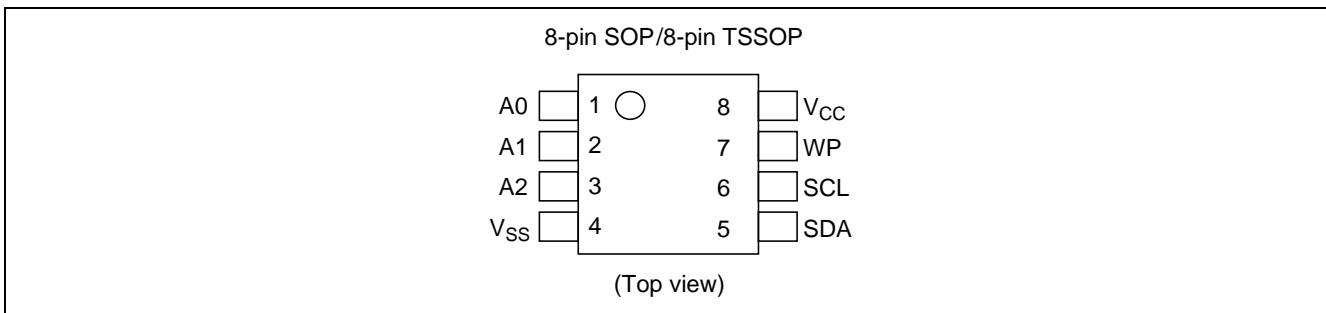 8-pin SOP/8-pin TSSOP
A0 1 8 VCC
A1 2 7 WP
A2 3 6 SCL
VSS 4 5 SDA
(Top view)